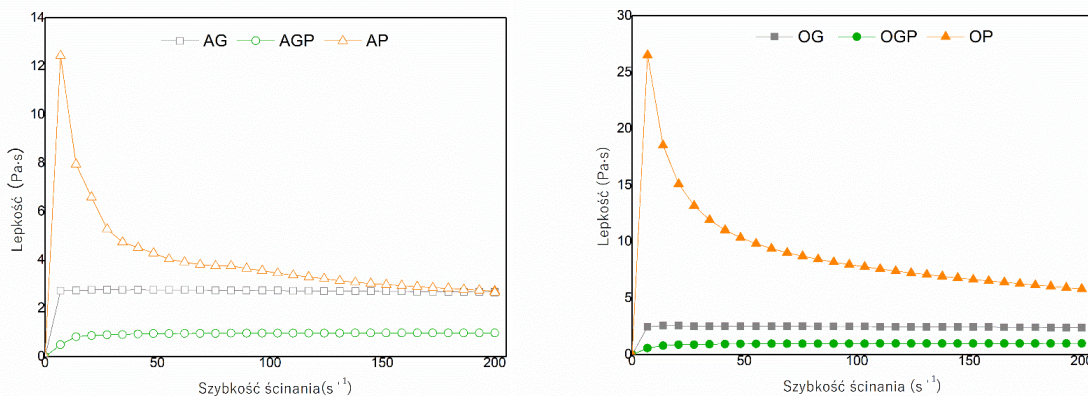 AG AGP AP
14
12
10
8
6
4
2
0
Lepkość (Pa·s)
0 50 100 150 200
Szybkość ścinania(s⁻¹)
OG OGP OP
30
25
20
15
10
5
0
Lepkość (Pa·s)
0 50 100 150 200
Szybkość ścinania (s⁻¹)